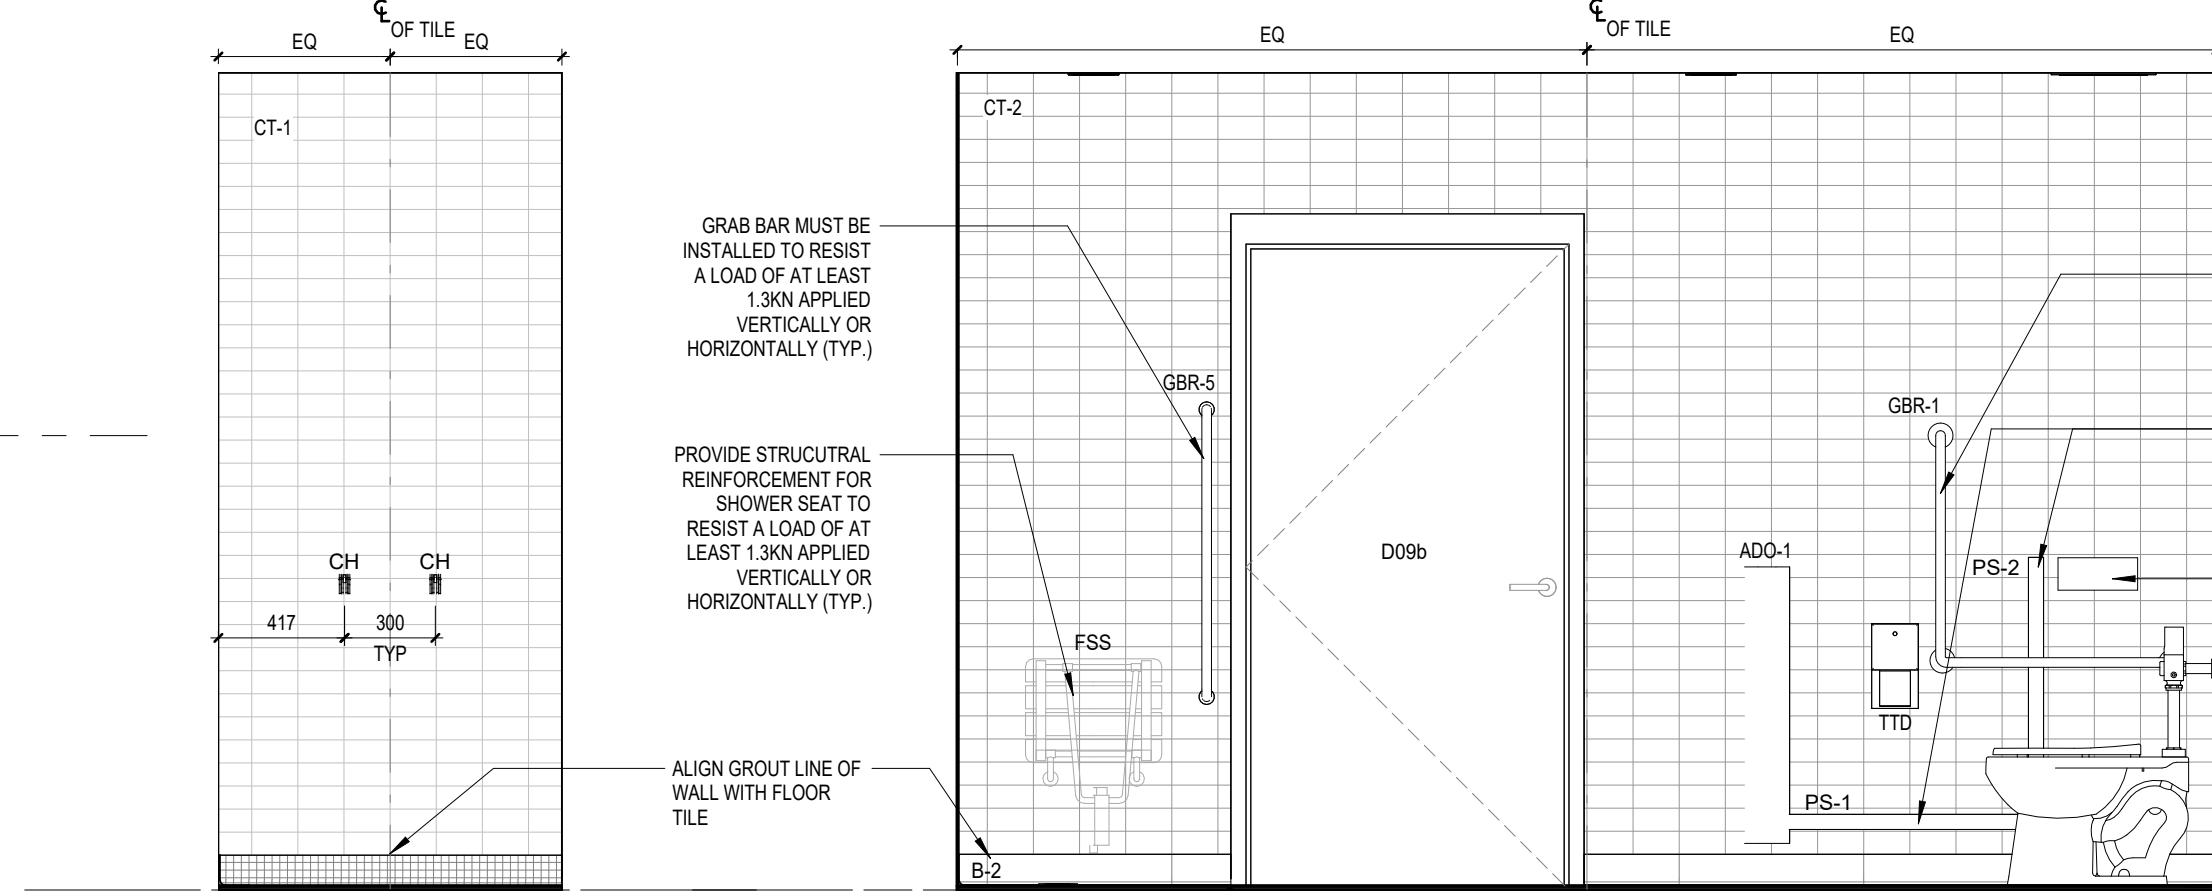 ℄
OF TILE
EQ
EQ
CT-1
CH
CH
417
300
TYP
GRAB BAR MUST BE
INSTALLED TO RESIST
A LOAD OF AT LEAST
1.3KN APPLIED
VERTICALLY OR
HORIZONTALLY (TYP.)
PROVIDE STRUCUTRAL
REINFORCEMENT FOR
SHOWER SEAT TO
RESIST A LOAD OF AT
LEAST 1.3KN APPLIED
VERTICALLY OR
HORIZONTALLY (TYP.)
ALIGN GROUT LINE OF
WALL WITH FLOOR
TILE
℄
OF TILE
EQ
EQ
CT-2
GBR-5
FSS
B-2
D09b
GBR-1
ADO-1
PS-2
TTD
PS-1